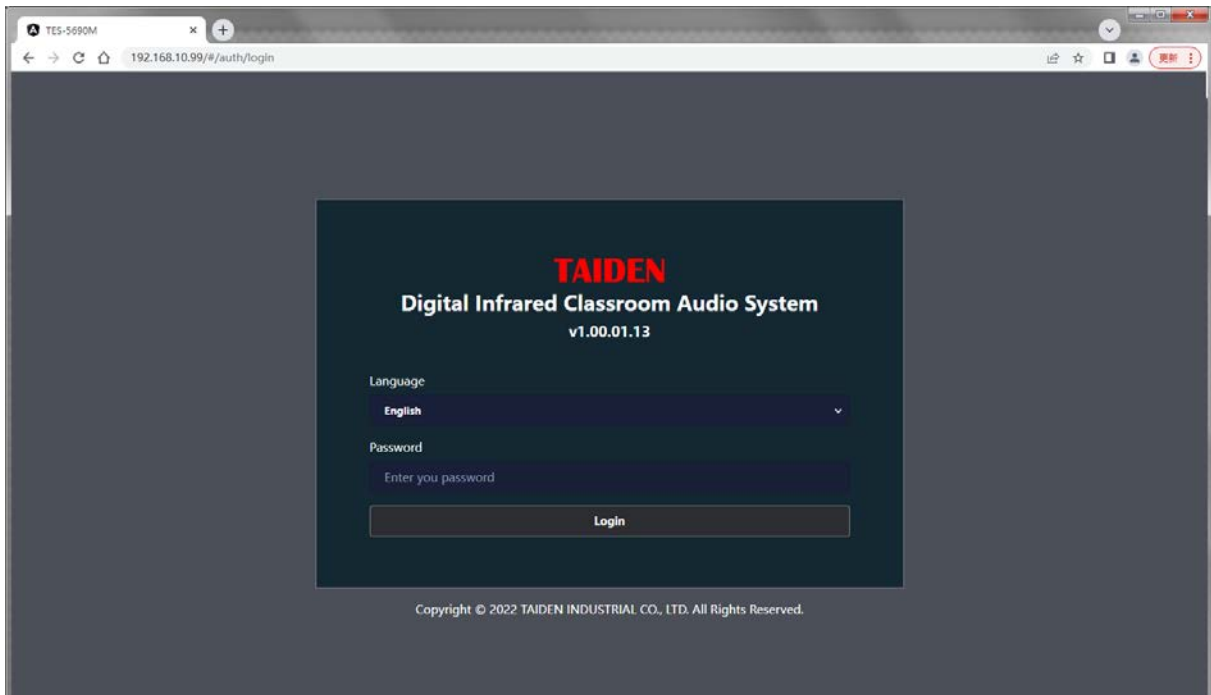 TES-5690M
192.168.10.99/#/auth/login
更新
TAIDEN
Digital Infrared Classroom Audio System
v1.00.01.13
Language
English
Password
Enter you password
Login
Copyright © 2022 TAIDEN INDUSTRIAL CO., LTD. All Rights Reserved.